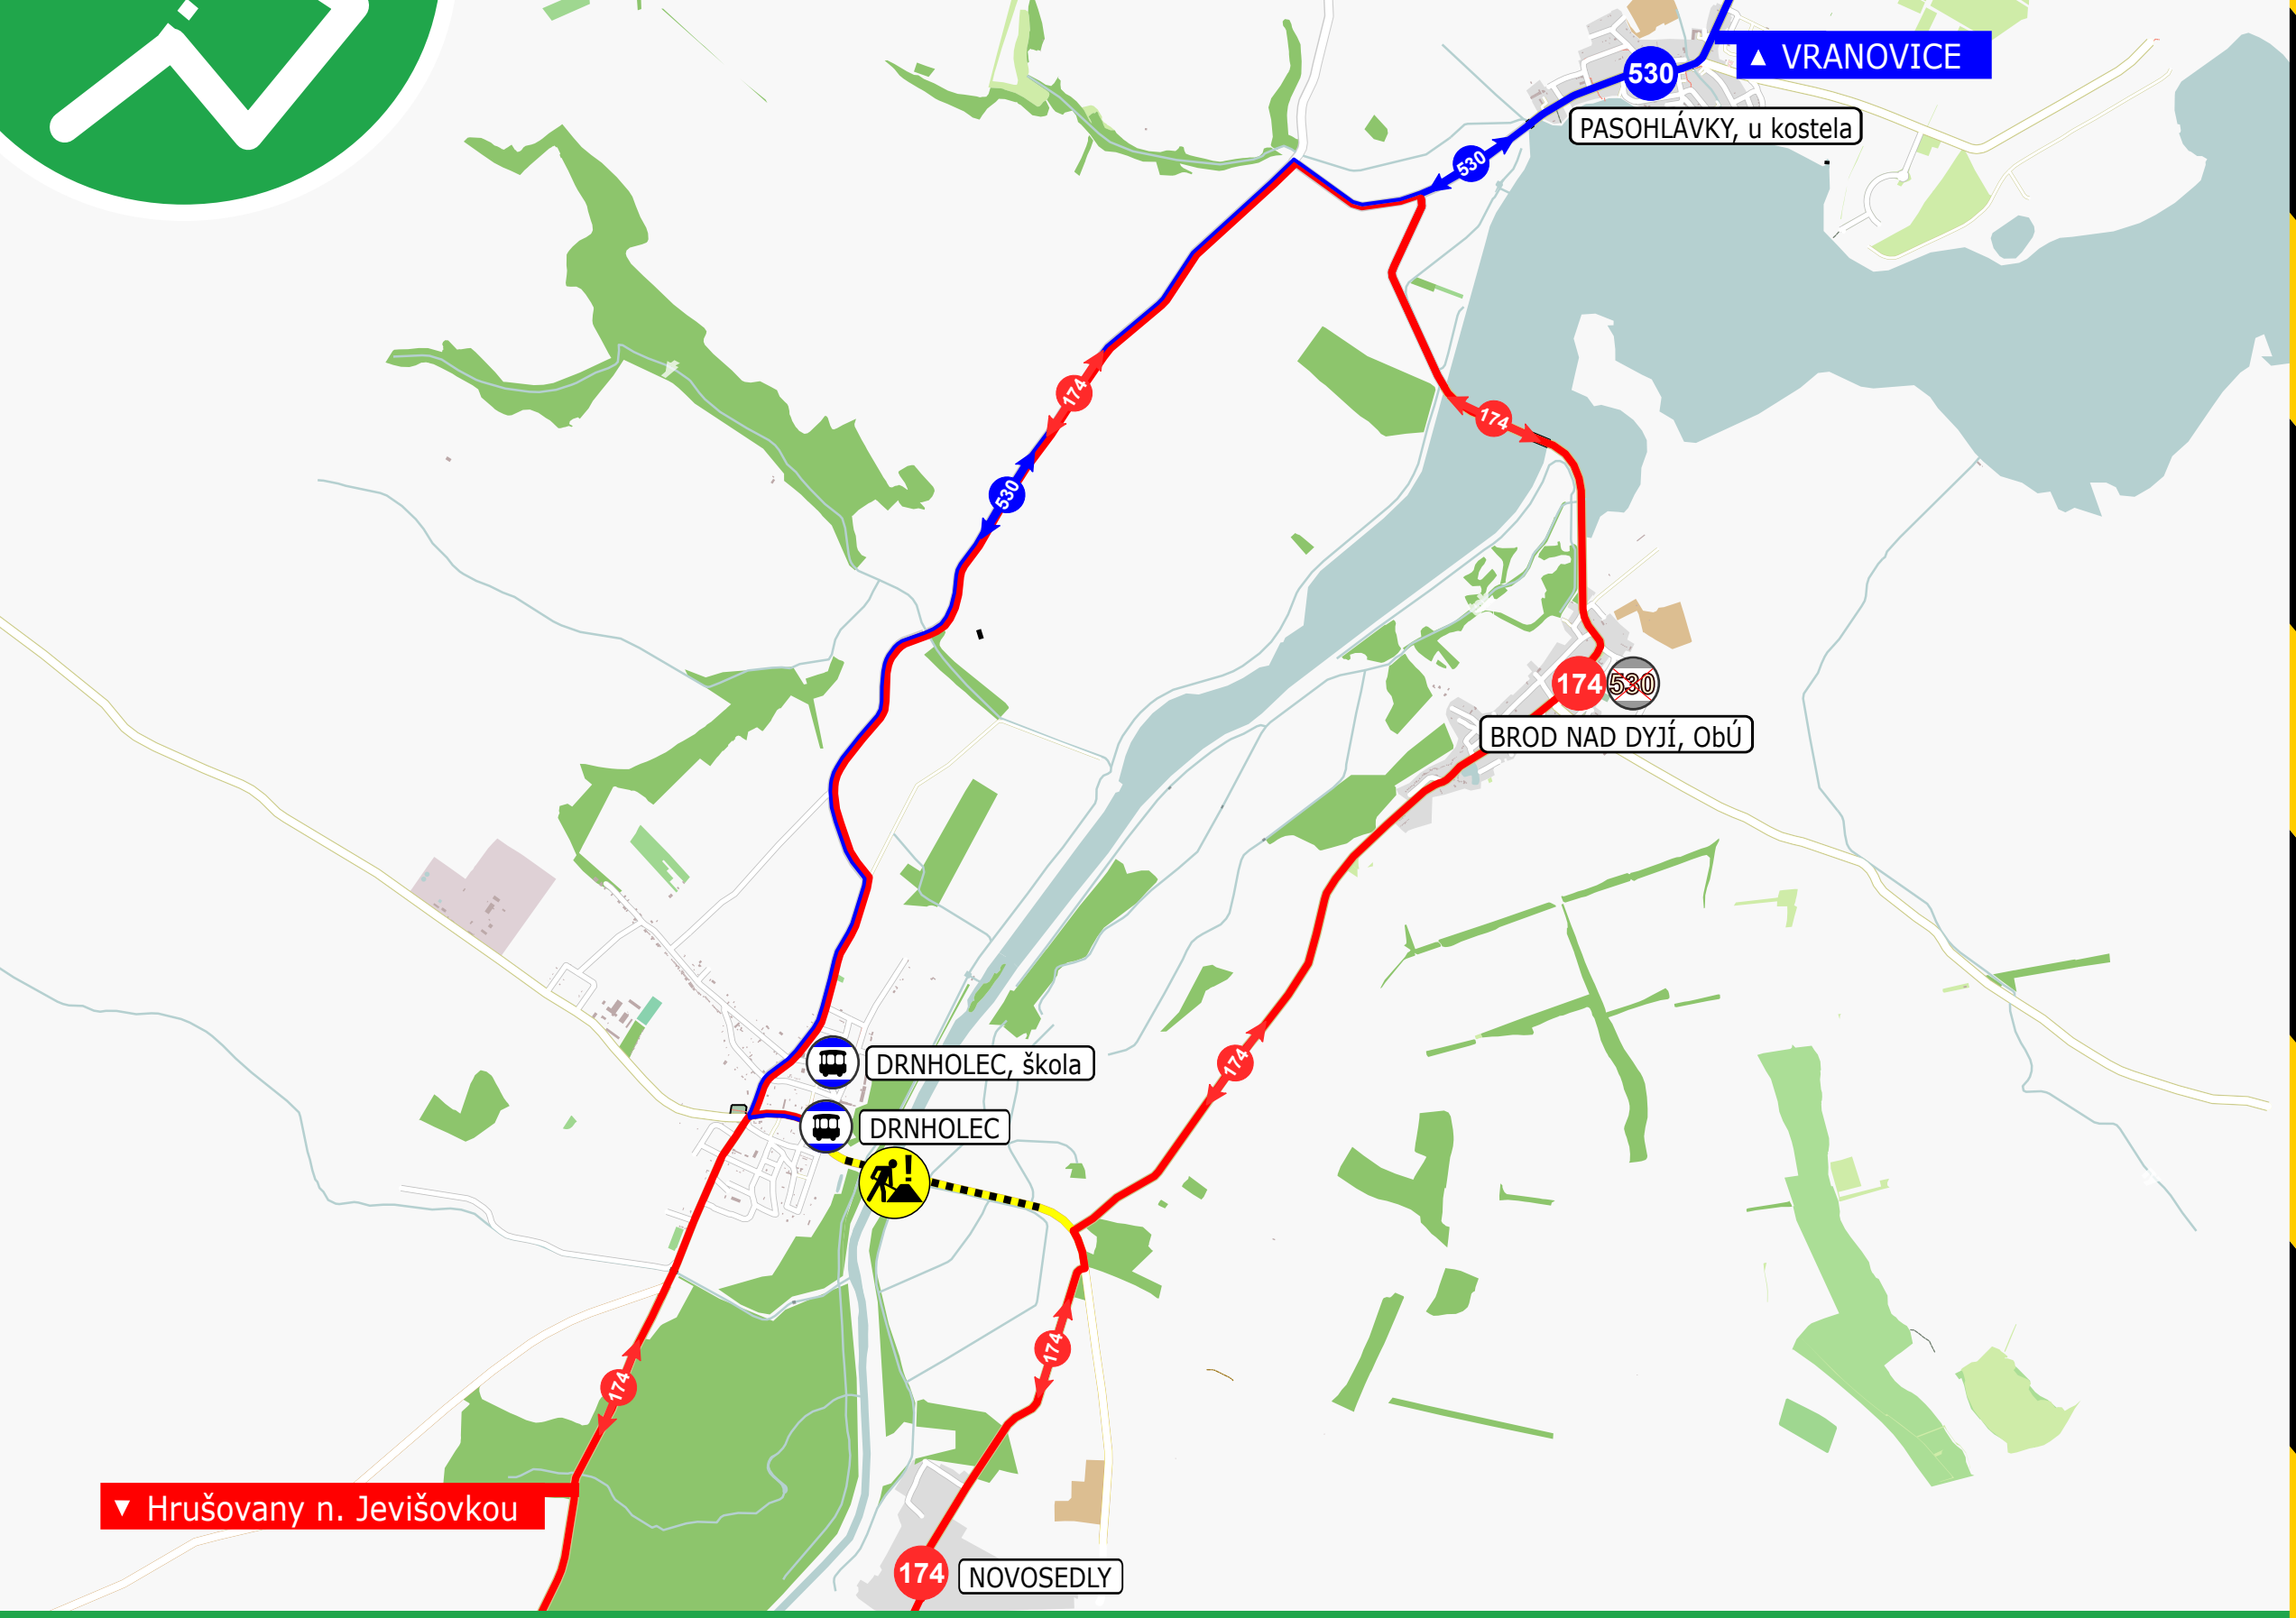 ▲ VRANOVICE
530
PASOHLÁVKY, u kostela
530
174
174
530
174 530
BROD NAD DYJÍ, ObÚ
DRNHOLEC, škola
174
DRNHOLEC
!
174
174
▼ Hrušovany n. Jevišovkou
174
NOVOSEDLY